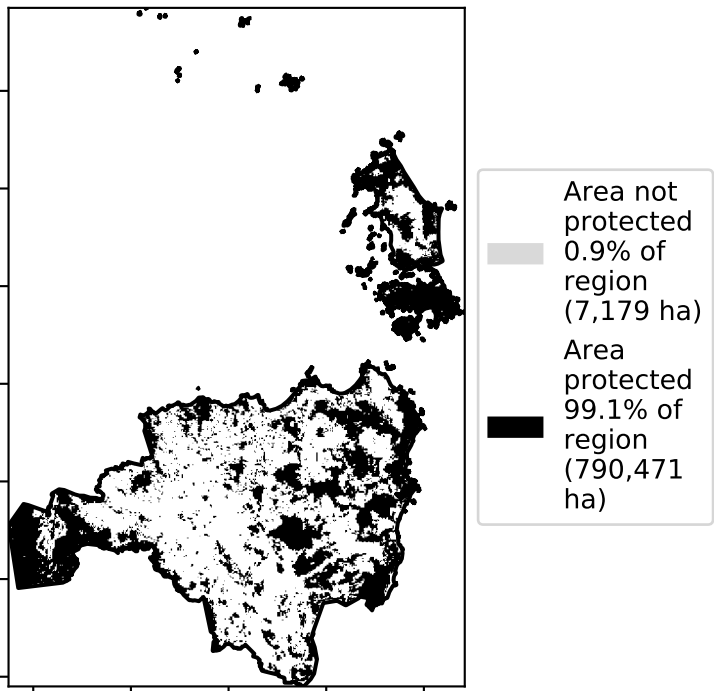 Area not
protected
0.9% of
region
(7,179 ha)
Area
protected
99.1% of
region
(790,471
ha)